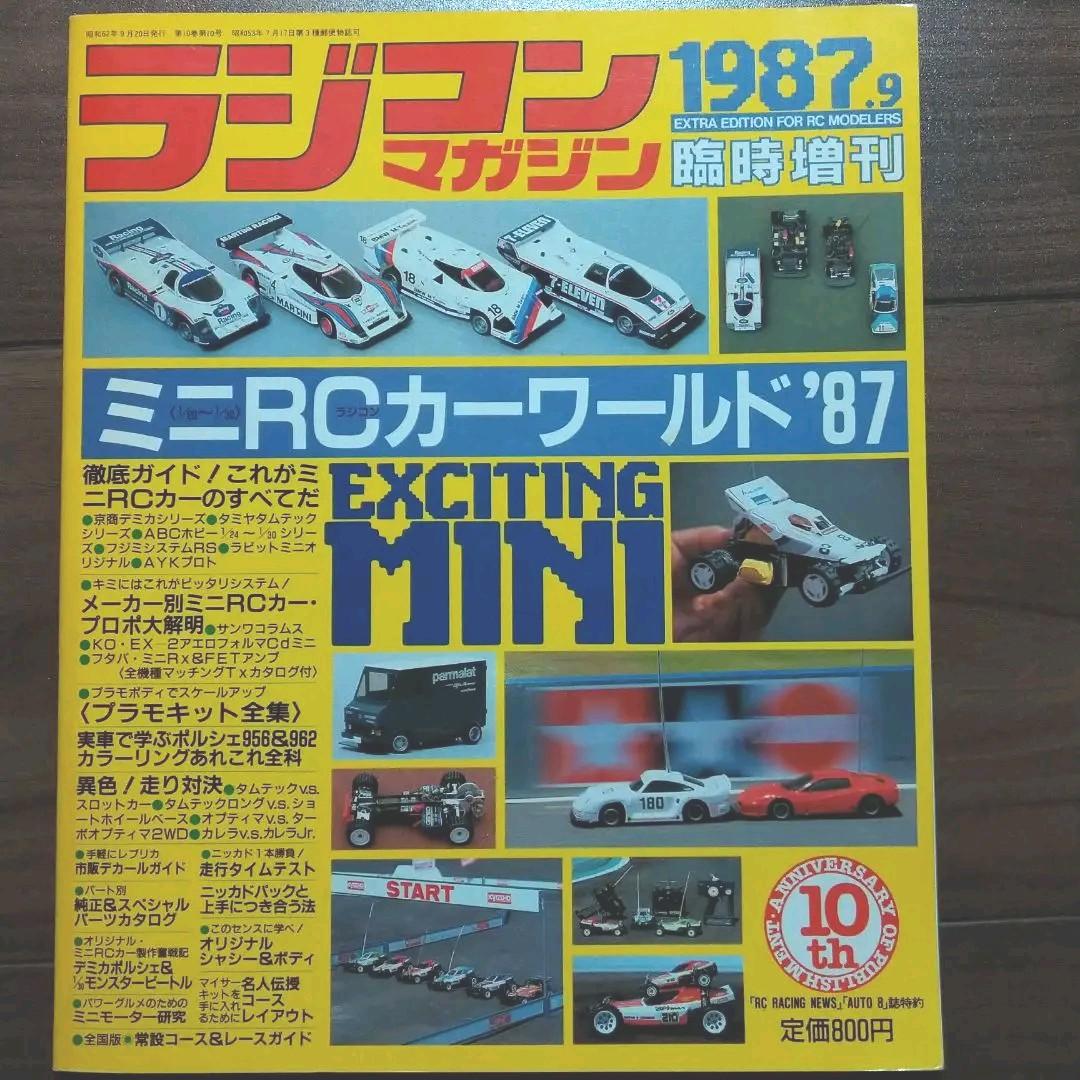 昭和62年9月20日発行　第10巻第10号　昭和53年7月17日第3種郵便物認可
ラジコン
マガジン
1987.9
EXTRA EDITION FOR RC MODELERS
臨時増刊
Racing
1
MARTINI RACING
MARTINI
BMW M Team
18
18
7-ELEVEN
7-ELEVEN
ミニRCカーワールド'87
ラジコン
徹底ガイド!これがミ
ニRCカーのすべてだ
●京商デミカシリーズ●タミヤタムテック
シリーズ●ABCホビー1/24〜1/30シリー
ズ●フジミシステムRS●ラビットミニオ
リジナル●AYKプロト
●キミにはこれがピッタリシステム!
メーカー別ミニRCカー・
プロポ大解明●サンワコラムス
●KO・EX-2アエロフォルマCdミニ
●フタバ・ミニRx&FETアンプ
〈全機種マッチングTxカタログ付〉
●プラモボディでスケールアップ
〈プラモキット全集〉
実車で学ぶポルシェ956&962
カラーリングあれこれ全科
異色!走り対決●タムテックv.s.
スロットカー●タムテックロングv.s.ショ
ートホイールベース●オプティマv.s.ター
ボオプティマ2WD●カレラv.s.カレラJr.
●手軽にレプリカ
市販デカールガイド
●ニッカド1本勝負!
走行タイムテスト
●パート別
純正&スペシャル
パーツカタログ
ニッカドパックと
上手につき合う法
●オリジナル・
ミニRCカー製作奮戦記
デミカポルシェ&
1/30モンスタービートル
●このセンスに学べ!
オリジナル
シャシー&ボディ
●パワーグルメのための
ミニモーター研究
マイサー
キットを
手に入れ
るために
名人伝授
コース
レイアウト
●全国版●常設コース&レースガイド
EXCITING
MINI
parmalat
180
START
KYOSHO
KYOSHO
ANNIVERSARY OF PUBLISHMENT
10
th
「RC RACING NEWS」「AUTO 8」誌特約
定価800円